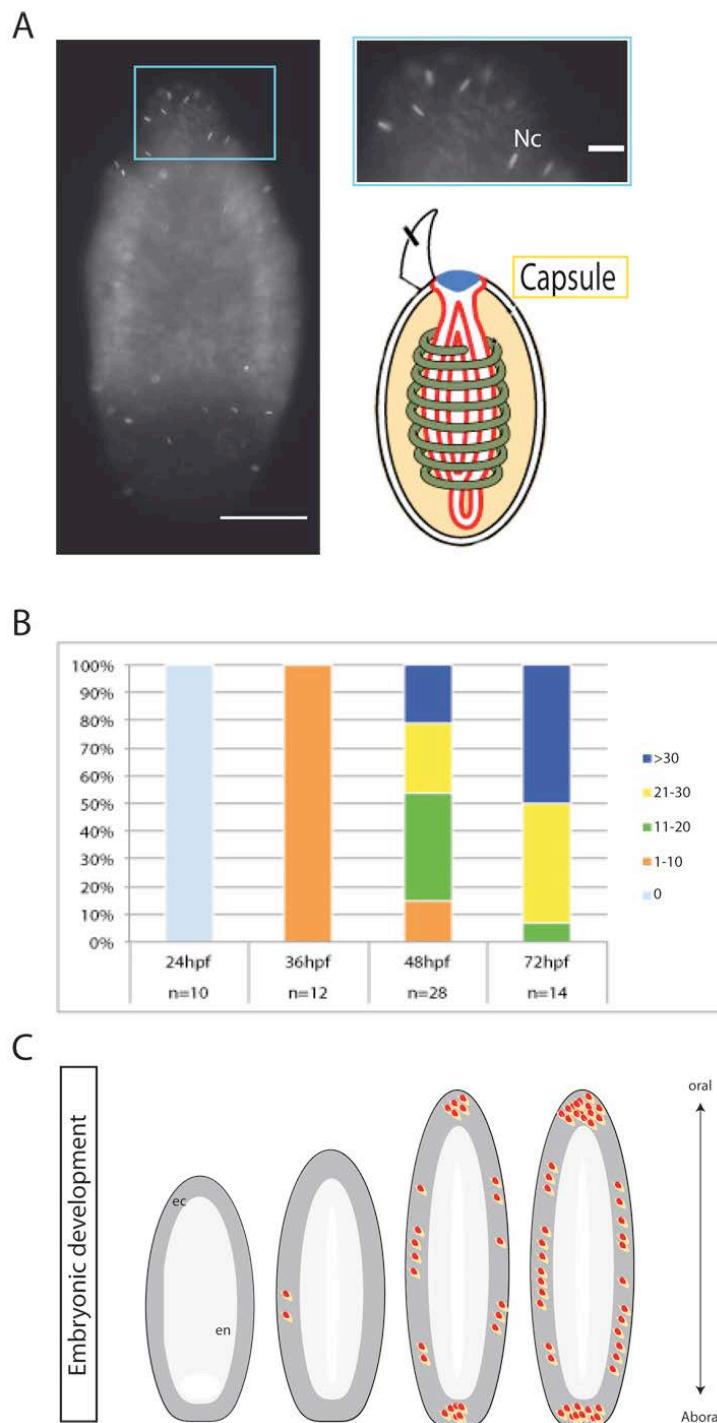 A
Nc
Capsule
B
100%
90%
80%
70%
60%
50%
40%
30%
20%
10%
0%
24hpf 36hpf 48hpf 72hpf
n=10 n=12 n=28 n=14
>30
21-30
11-20
1-10
0
C
Embryonic development
ec
en
oral
Abora